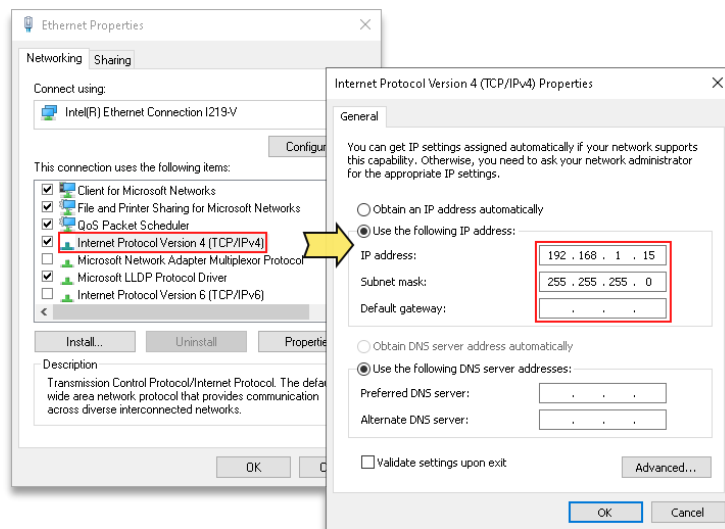 Ethernet Properties
Networking
Sharing
Connect using:
Intel(R) Ethernet Connection I219-V
This connection uses the following items:
Client for Microsoft Networks
File and Printer Sharing for Microsoft Networks
QoS Packet Scheduler
Internet Protocol Version 4 (TCP/IPv4)
Microsoft Network Adapter Multiplexor Protocol
Microsoft LLDP Protocol Driver
Internet Protocol Version 6 (TCP/IPv6)
Install...
Uninstall
Description
Transmission Control Protocol/Internet Protocol. The
wide area network protocol that provides communication
across diverse interconnected networks.
OK
Internet Protocol Version 4 (TCP/IPv4) Properties
General
You can get IP settings assigned automatically if your network supports
this capability. Otherwise, you need to ask your network administrator
for the appropriate IP settings.
Obtain an IP address automatically
Use the following IP address:
IP address: 192 . 168 . 1 . 15
Subnet mask: 255 . 255 . 255 . 0
Default gateway: . . .
Obtain DNS server address automatically
Use the following DNS server addresses:
Preferred DNS server: . . .
Alternate DNS server: . . .
Validate settings upon exit
Advanced...
OK
Cancel